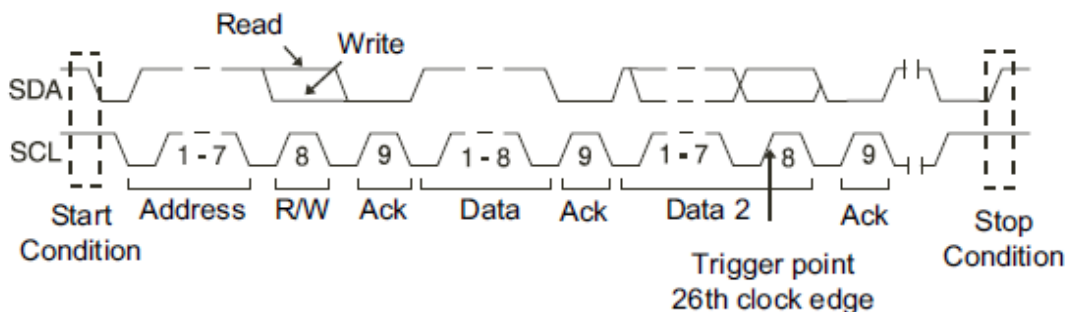 Read
Write
SDA
SCL
1 - 7
8
9
1 - 8
9
1 - 7
8
9
Start
Condition
Address
R/W
Ack
Data
Ack
Data 2
Ack
Stop
Condition
Trigger point
26th clock edge